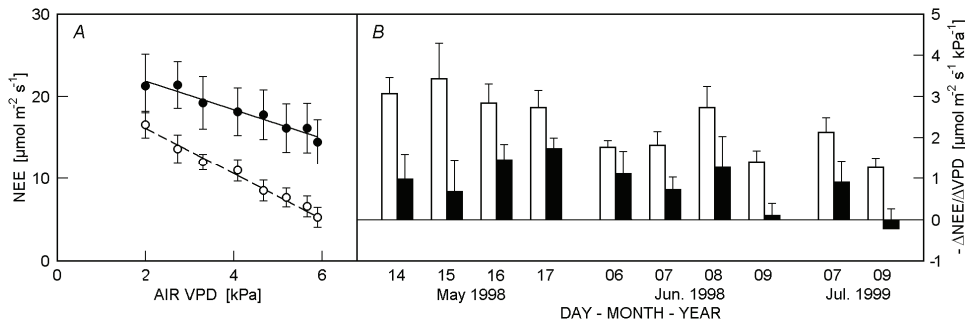 A
B
30
20
10
0
NEE [µmol m-2 s-1]
0
2
4
6
AIR VPD [kPa]
5
4
3
2
1
0
-1
- ΔNEE/ΔVPD [µmol m-2 s-1 kPa-1]
14 15 16 17 06 07 08 09 07 09
May 1998 Jun. 1998 Jul. 1999
DAY - MONTH - YEAR